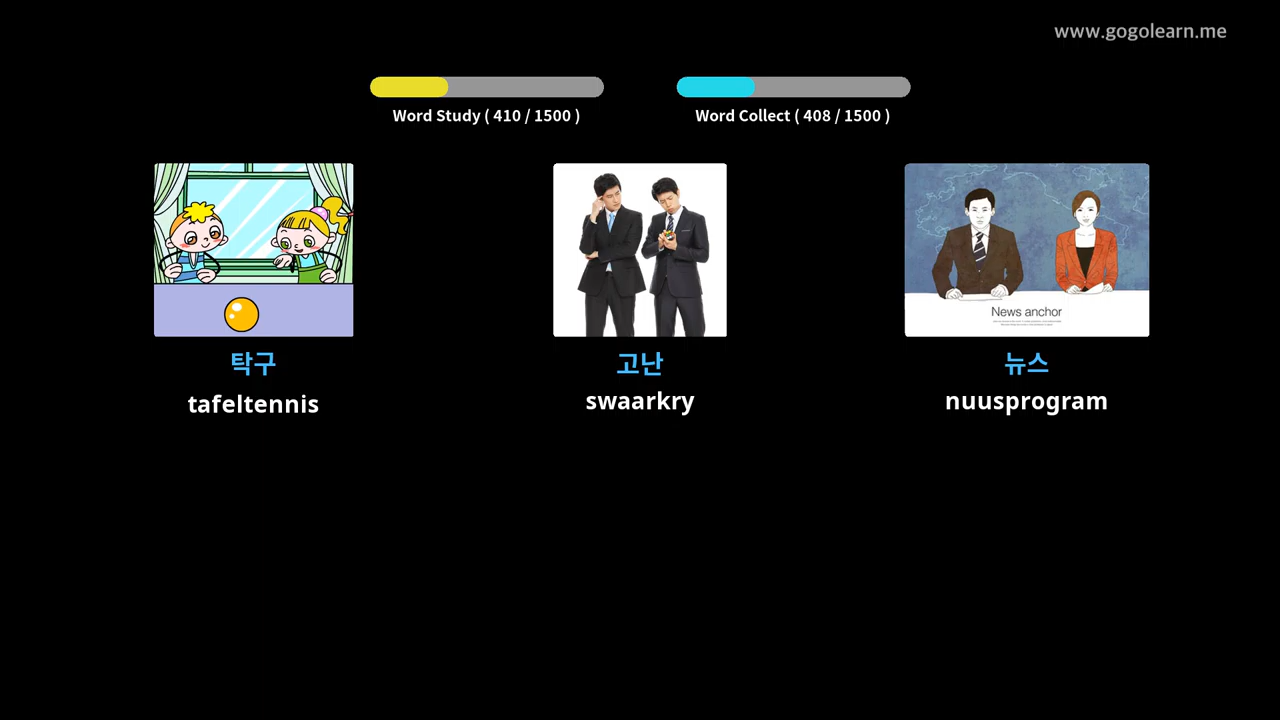 www.gogolearn.me
Word Study ( 410 / 1500 )
Word Collect ( 408 / 1500 )
News anchor
탁구
고난
뉴스
tafeltennis
swaarkry
nuusprogram